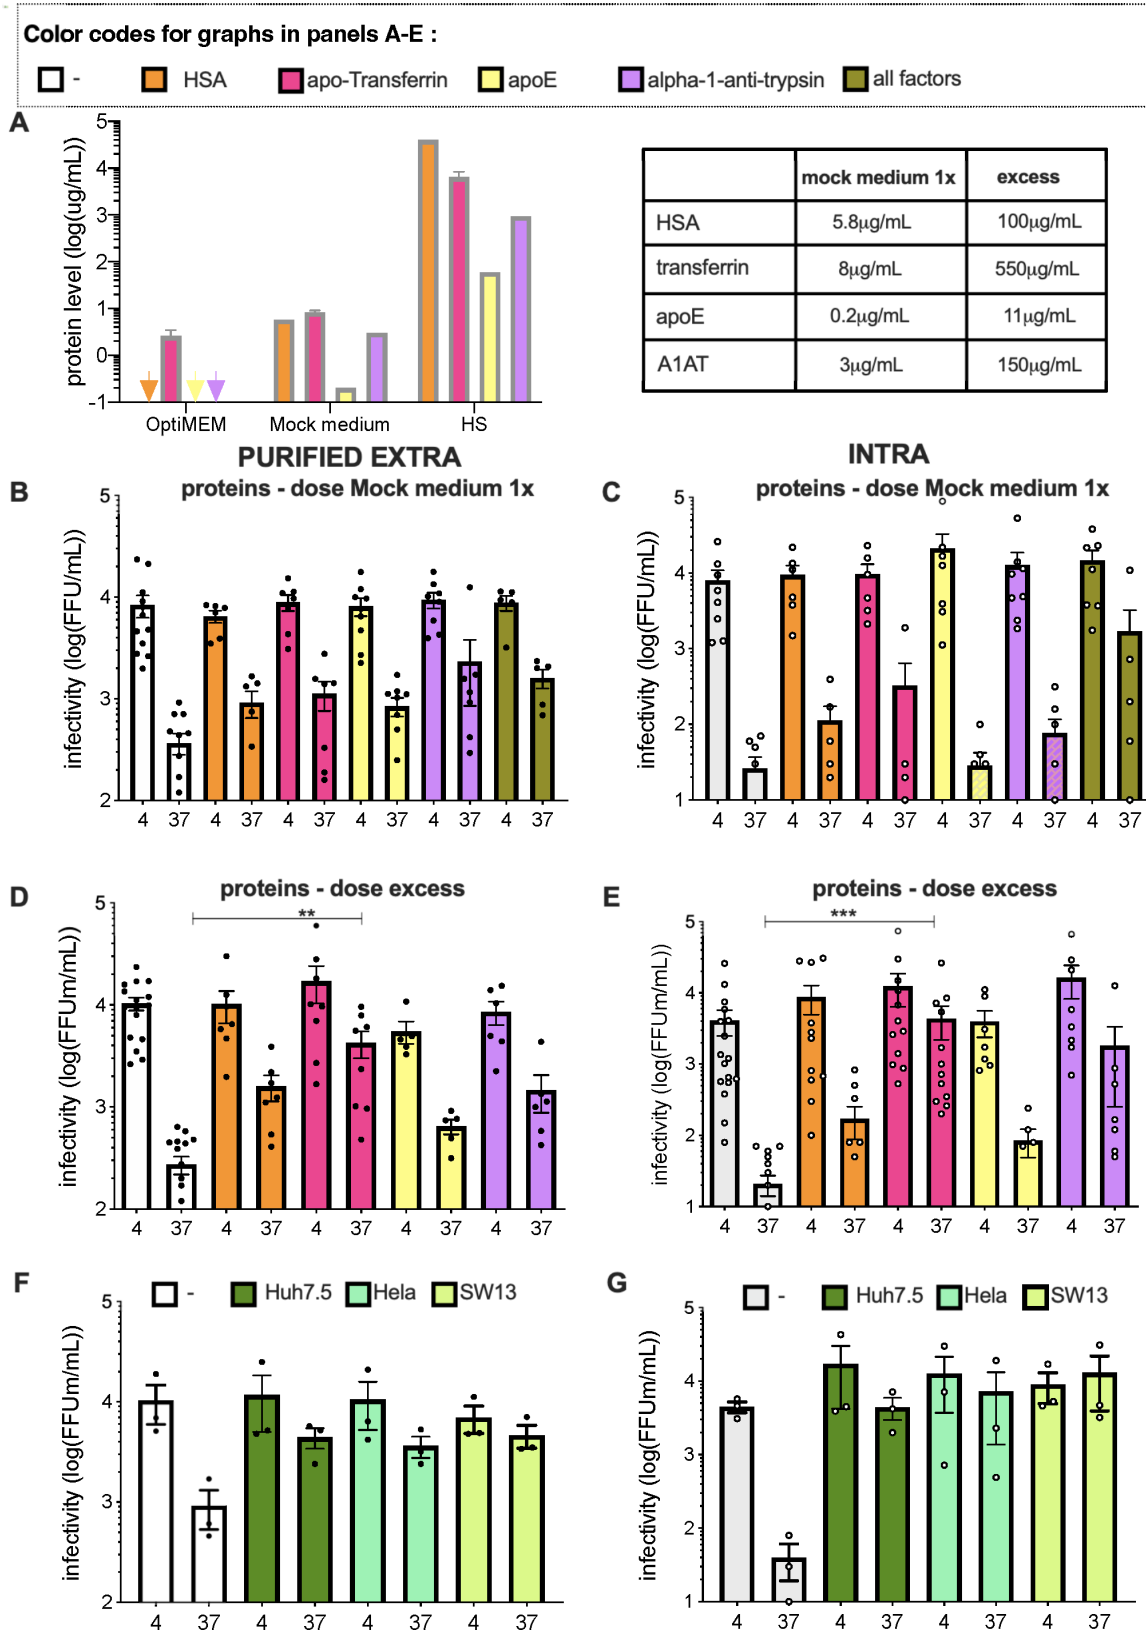 Color codes for graphs in panels A-E :
- HSA apo-Transferrin apoE alpha-1-anti-trypsin all factors
A
protein level (log(ug/mL))
5
4
3
2
1
0
-1
OptiMEM Mock medium HS
mock medium 1x excess
HSA 5.8µg/mL 100µg/mL
transferrin 8µg/mL 550µg/mL
apoE 0.2µg/mL 11µg/mL
A1AT 3µg/mL 150µg/mL
PURIFIED EXTRA
INTRA
B
proteins - dose Mock medium 1x
infectivity (log(FFU/mL))
5
4
3
2
4 37 4 37 4 37 4 37 4 37 4 37
C
proteins - dose Mock medium 1x
infectivity (log(FFU/mL))
5
4
3
2
1
4 37 4 37 4 37 4 37 4 37 4 37
D
proteins - dose excess
infectivity (log(FFUm/mL))
**
5
4
3
2
4 37 4 37 4 37 4 37 4 37
E
proteins - dose excess
infectivity (log(FFUm/mL))
***
5
4
3
2
1
4 37 4 37 4 37 4 37 4 37
F
- Huh7.5 Hela SW13
infectivity (log(FFUm/mL))
5
4
3
2
4 37 4 37 4 37 4 37
G
- Huh7.5 Hela SW13
infectivity (log(FFUm/mL))
5
4
3
2
1
4 37 4 37 4 37 4 37